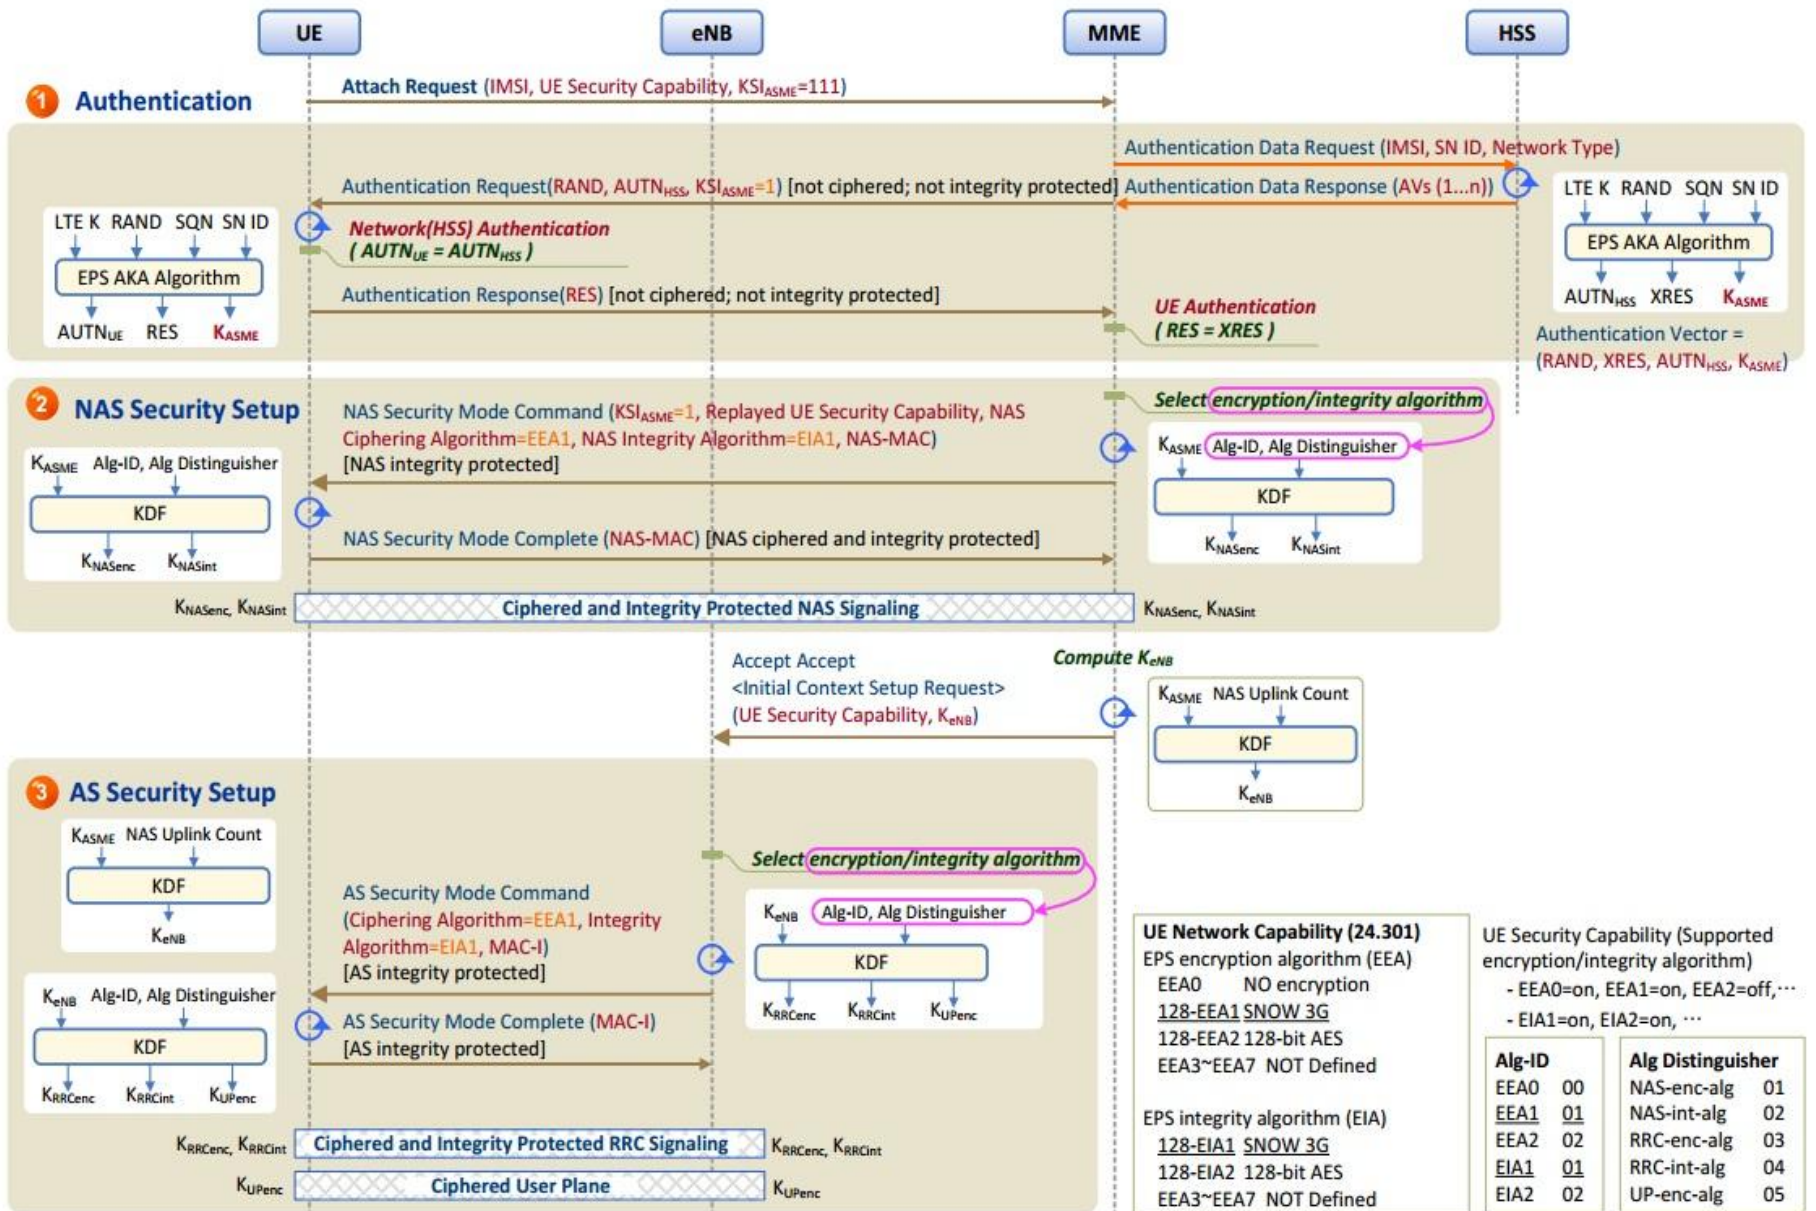 UE
eNB
MME
HSS
1 Authentication
Attach Request (IMSI, UE Security Capability, KSIASME=111)
Authentication Data Request (IMSI, SN ID, Network Type)
Authentication Request(RAND, AUTNHSS, KSIASME=1) [not ciphered; not integrity protected]
Authentication Data Response (AVs (1...n))
LTE K RAND SQN SN ID
EPS AKA Algorithm
AUTNUE RES KASME
Network(HSS) Authentication
( AUTNUE = AUTNHSS )
Authentication Response(RES) [not ciphered; not integrity protected]
UE Authentication
( RES = XRES )
LTE K RAND SQN SN ID
EPS AKA Algorithm
AUTNHSS XRES KASME
Authentication Vector =
(RAND, XRES, AUTNHSS, KASME)
2 NAS Security Setup
NAS Security Mode Command (KSIASME=1, Replayed UE Security Capability, NAS
Ciphering Algorithm=EEA1, NAS Integrity Algorithm=EIA1, NAS-MAC)
[NAS integrity protected]
Select encryption/integrity algorithm
KASME Alg-ID, Alg Distinguisher
KDF
KNASenc KNASint
KASME Alg-ID, Alg Distinguisher
KDF
KNASenc KNASint
NAS Security Mode Complete (NAS-MAC) [NAS ciphered and integrity protected]
KNASenc, KNASint
Ciphered and Integrity Protected NAS Signaling
KNASenc, KNASint
Accept Accept
<Initial Context Setup Request>
(UE Security Capability, KeNB)
Compute KeNB
KASME NAS Uplink Count
KDF
KeNB
3 AS Security Setup
KASME NAS Uplink Count
KDF
KeNB
Select encryption/integrity algorithm
AS Security Mode Command
(Ciphering Algorithm=EEA1, Integrity
Algorithm=EIA1, MAC-I)
[AS integrity protected]
KeNB Alg-ID, Alg Distinguisher
KDF
KRRCenc KRRCint KUPenc
KeNB Alg-ID, Alg Distinguisher
KDF
KRRCenc KRRCint KUPenc
AS Security Mode Complete (MAC-I)
[AS integrity protected]
KRRCenc, KRRCint
Ciphered and Integrity Protected RRC Signaling
KRRCenc, KRRCint
KUPenc
Ciphered User Plane
KUPenc
UE Network Capability (24.301)
EPS encryption algorithm (EEA)
EEA0 NO encryption
128-EEA1 SNOW 3G
128-EEA2 128-bit AES
EEA3~EEA7 NOT Defined
EPS integrity algorithm (EIA)
128-EIA1 SNOW 3G
128-EIA2 128-bit AES
EEA3~EEA7 NOT Defined
UE Security Capability (Supported
encryption/integrity algorithm)
- EEA0=on, EEA1=on, EEA2=off,⋯
- EIA1=on, EIA2=on, ⋯
Alg-ID
EEA0 00
EEA1 01
EEA2 02
EIA1 01
EIA2 02
Alg Distinguisher
NAS-enc-alg 01
NAS-int-alg 02
RRC-enc-alg 03
RRC-int-alg 04
UP-enc-alg 05